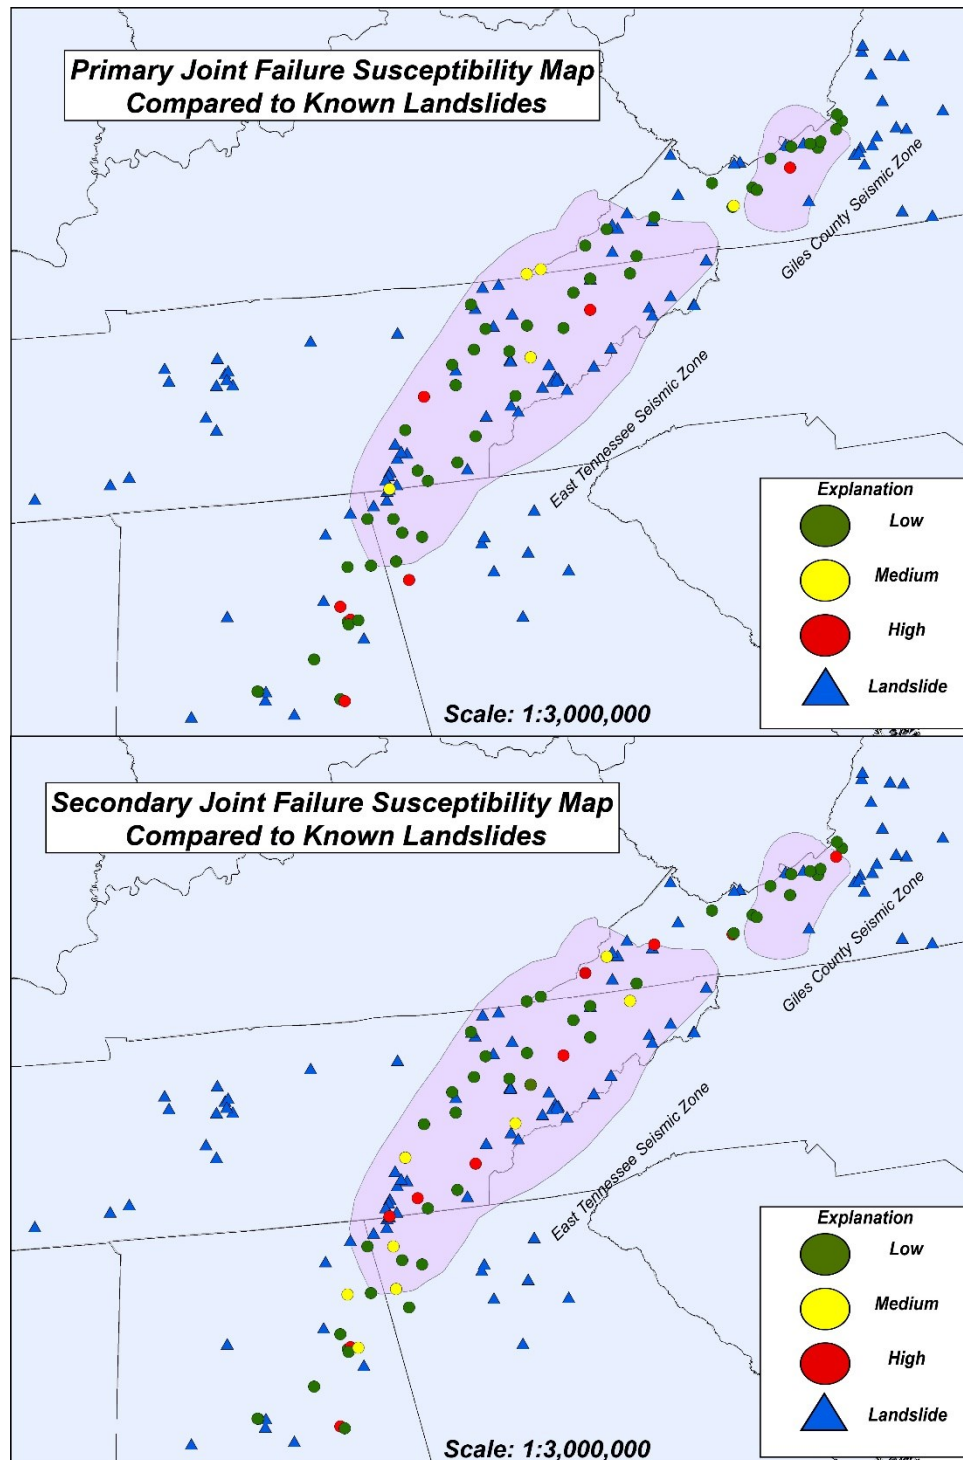 Primary Joint Failure Susceptibility Map
Compared to Known Landslides
Giles County Seismic Zone
East Tennessee Seismic Zone
Explanation
Low
Medium
High
Landslide
Scale: 1:3,000,000
Secondary Joint Failure Susceptibility Map
Compared to Known Landslides
Giles County Seismic Zone
East Tennessee Seismic Zone
Explanation
Low
Medium
High
Landslide
Scale: 1:3,000,000